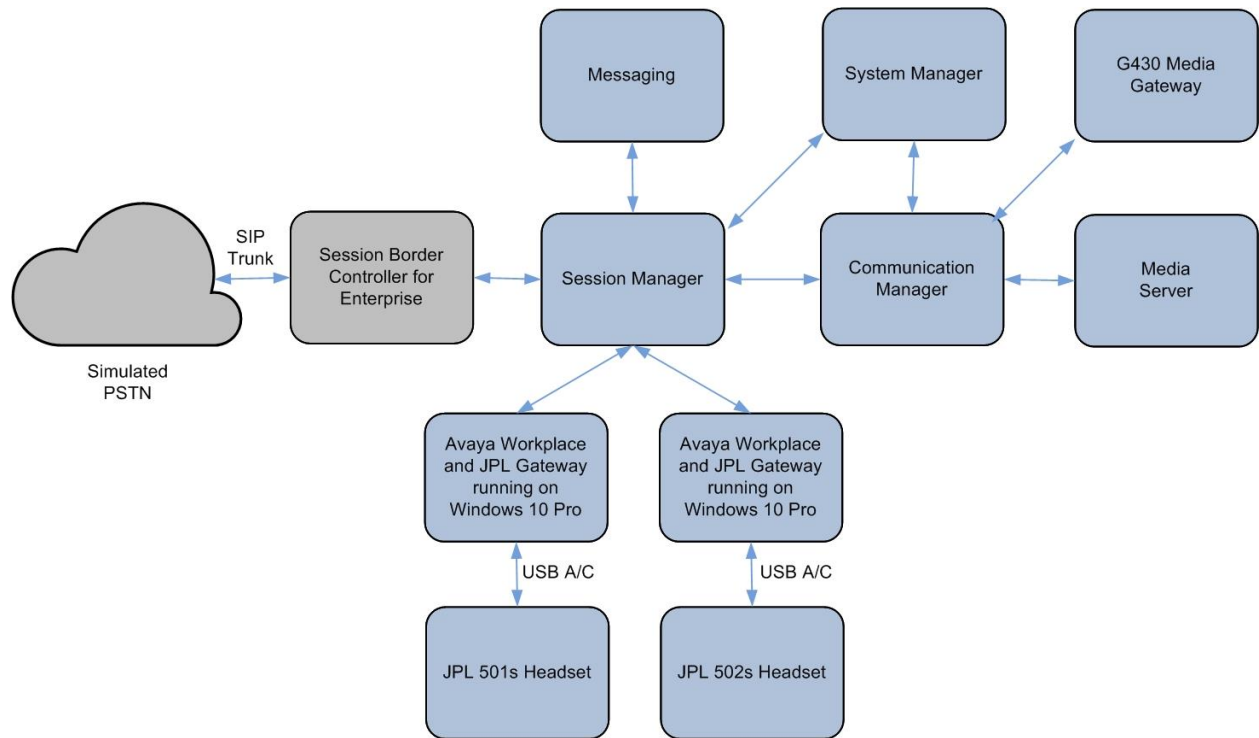 Messaging
System Manager
G430 Media
Gateway
SIP
Trunk
Session Border
Controller for
Enterprise
Session Manager
Communication
Manager
Media
Server
Simulated
PSTN
Avaya Workplace
and JPL Gateway
running on
Windows 10 Pro
Avaya Workplace
and JPL Gateway
running on
Windows 10 Pro
USB A/C
USB A/C
JPL 501s Headset
JPL 502s Headset